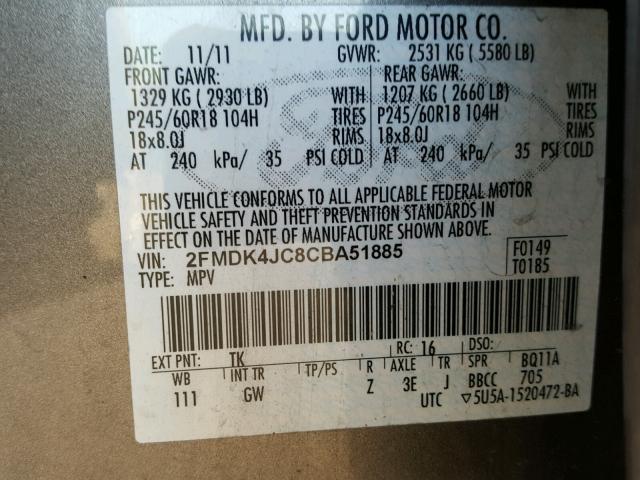 MFD. BY FORD MOTOR CO.
DATE: 11/11 GVWR: 2531 KG ( 5580 LB)
FRONT GAWR: REAR GAWR:
1329 KG ( 2930 LB) WITH 1207 KG ( 2660 LB) WITH
P245/60R18 104H TIRES P245/60R18 104H TIRES
18x8.0J RIMS 18x8.0J RIMS
AT 240 kPa/ 35 PSI COLD AT 240 kPa/ 35 PSI COLD
THIS VEHICLE CONFORMS TO ALL APPLICABLE FEDERAL MOTOR
VEHICLE SAFETY AND THEFT PREVENTION STANDARDS IN
EFFECT ON THE DATE OF MANUFACTURE SHOWN ABOVE.
VIN: 2FMDK4JC8CBA51885 F0149
TYPE: MPV T0185
EXT PNT: TK RC: 16 DSO:
WB INT TR TP/PS R AXLE TR SPR BQ11A
111 GW Z 3E J BBCC 705
UTC ▽5U5A-1520472-BA